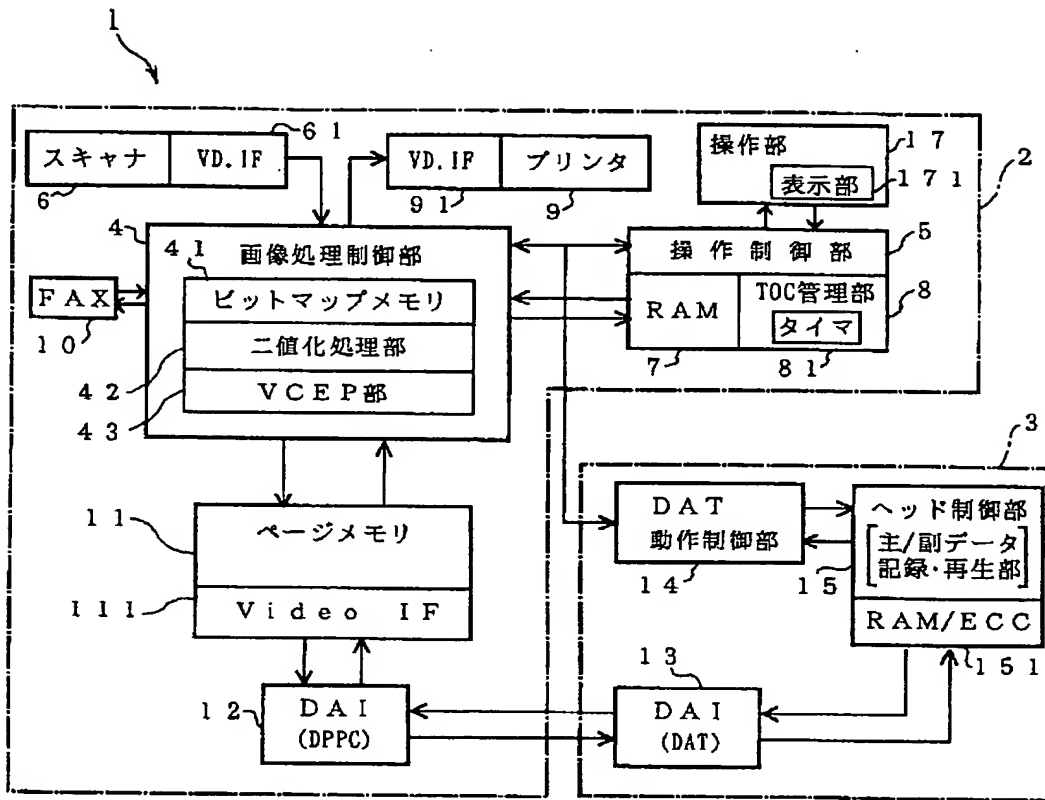 1
6 1
スキャナ VD.IF
6
VD.IF プリンタ
9 1
9
操作部
1 7
表示部
1 7 1
2
4
画像処理制御部
4 1
ビットマップメモリ
二値化処理部
4 2
VCEP部
4 3
FAX
1 0
操作制御部
5
RAM
7
TOC管理部
8
タイマ
8 1
3
1 1
ページメモリ
1 1 1
Video IF
DAT
動作制御部
1 4
ヘッド制御部
主/副データ
記録・再生部
1 5
RAM/ECC
1 5 1
1 2
DAI
(DPPC)
1 3
DAI
(DAT)